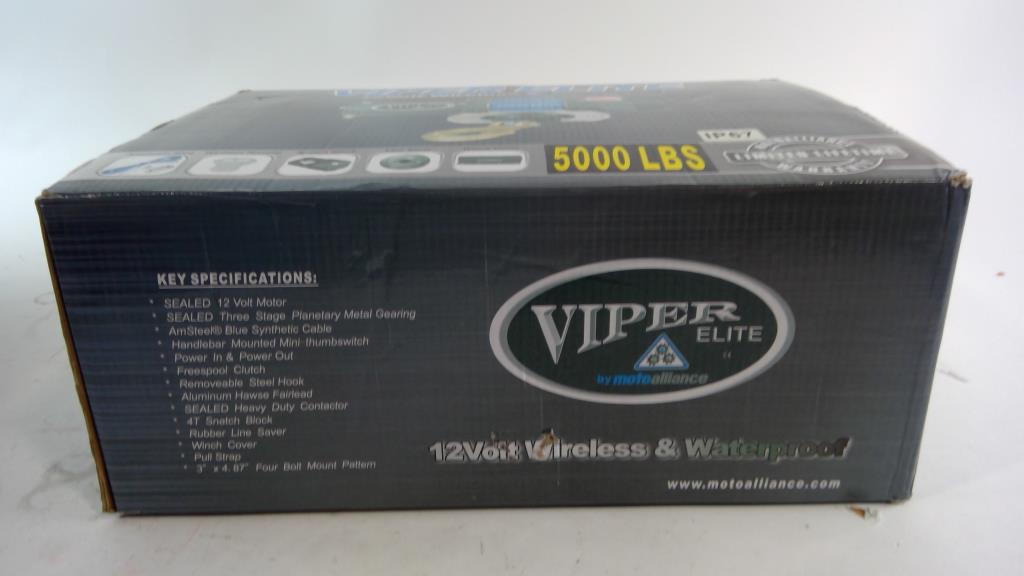 IP67
5000 LBS
LIMITED EDITION
KEY SPECIFICATIONS:
* SEALED 12 Volt Motor
* SEALED Three Stage Planetary Metal Gearing
* AmSteel® Blue Synthetic Cable
* Handlebar Mounted Mini-thumbswitch
* Power In & Power Out
* Freespool Clutch
* Removeable Steel Hook
* Aluminum Hawse Fairlead
* SEALED Heavy Duty Contactor
* 4T Snatch Block
* Rubber Line Saver
* Winch Cover
* Pull Strap
* 3" x 4.87" Four Bolt Mount Pattern
VIPER
ELITE
by motoalliance
12Volt Wireless & Waterproof
www.motoalliance.com